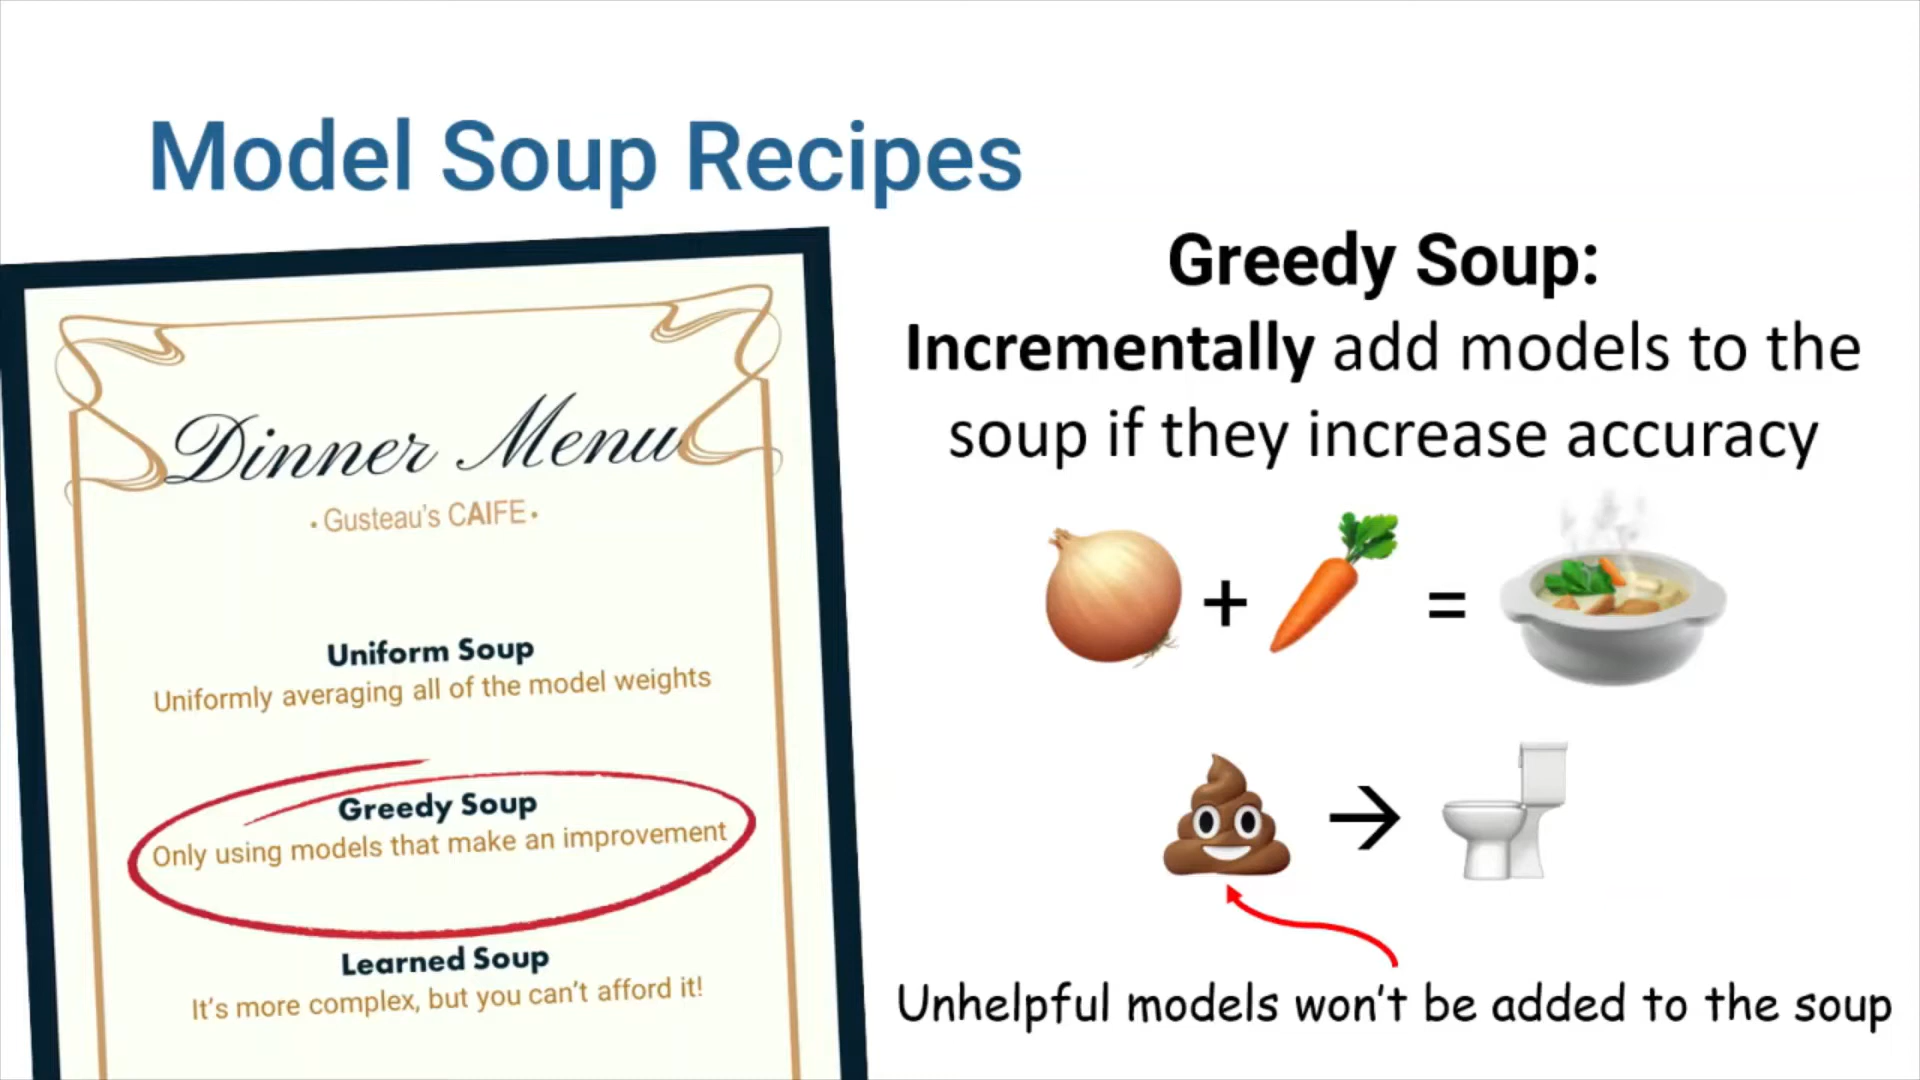 Model Soup Recipes
Dinner Menu
• Gusteau's CAIFE •
Uniform Soup
Uniformly averaging all of the model weights
Greedy Soup
Only using models that make an improvement
Learned Soup
It's more complex, but you can't afford it!
Greedy Soup:
Incrementally add models to the
soup if they increase accuracy
+ =
→
Unhelpful models won't be added to the soup